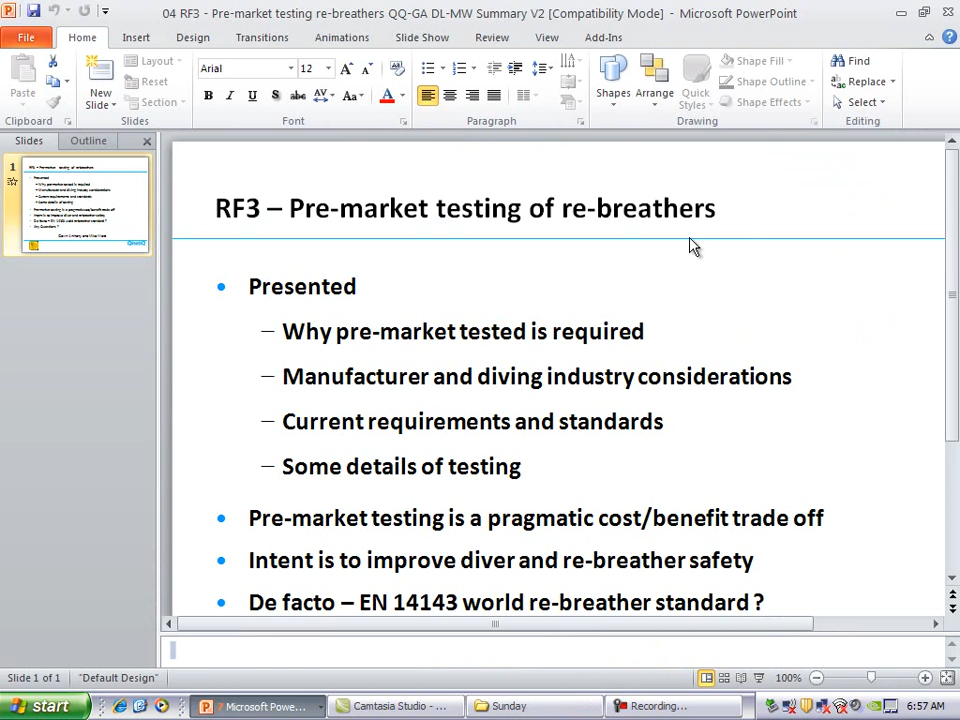 04 RF3 - Pre-market testing re-breathers QQ-GA DL-MW Summary V2 [Compatibility Mode] - Microsoft PowerPoint
File Home Insert Design Transitions Animations Slide Show Review View Add-Ins
Paste
New Slide
Layout
Reset
Section
Arial 12
B I U S abc AV Aa A
Shapes Arrange Quick Styles
Shape Fill
Shape Outline
Shape Effects
Find
Replace
Select
Clipboard Slides Font Paragraph Drawing Editing
Slides Outline
1
RF3 – Pre-market testing of re-breathers
• Presented
– Why pre-market tested is required
– Manufacturer and diving industry considerations
– Current requirements and standards
– Some details of testing
• Pre-market testing is a pragmatic cost/benefit trade off
• Intent is to improve diver and re-breather safety
• De facto – EN 14143 world re-breather standard ?
Slide 1 of 1 "Default Design" 100%
start Microsoft Powe... Camtasia Studio - ... Sunday Recording... 6:57 AM